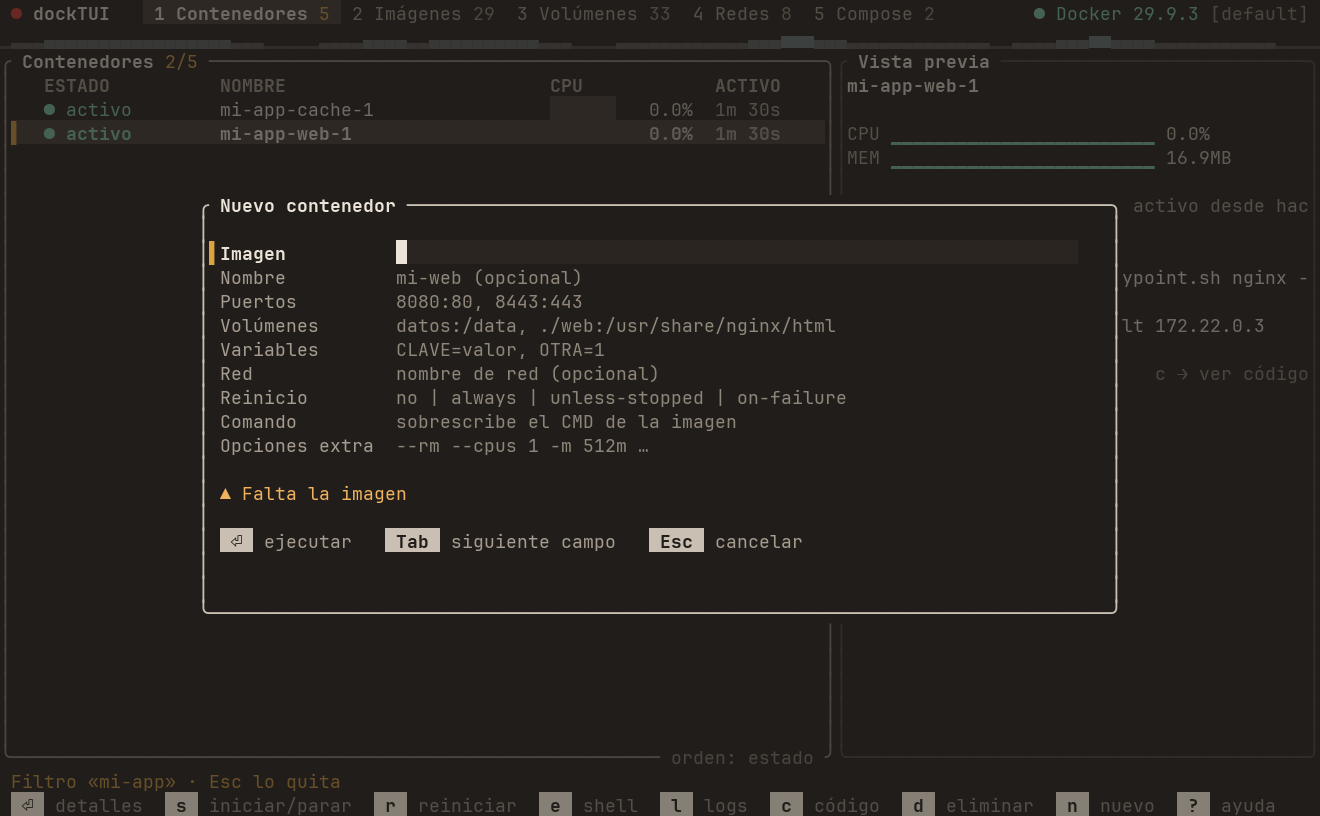 dockTUI 1 Contenedores 5 2 Imágenes 29 3 Volúmenes 33 4 Redes 8 5 Compose 2 Docker 29.9.3 [default]
Contenedores 2/5
ESTADO NOMBRE CPU ACTIVO
activo mi-app-cache-1 0.0% 1m 30s
activo mi-app-web-1 0.0% 1m 30s
Vista previa
mi-app-web-1
CPU 0.0%
MEM 16.9MB
activo desde hac
ypoint.sh nginx -
lt 172.22.0.3
c → ver código
Nuevo contenedor
Imagen
Nombre mi-web (opcional)
Puertos 8080:80, 8443:443
Volúmenes datos:/data, ./web:/usr/share/nginx/html
Variables CLAVE=valor, OTRA=1
Red nombre de red (opcional)
Reinicio no | always | unless-stopped | on-failure
Comando sobrescribe el CMD de la imagen
Opciones extra --rm --cpus 1 -m 512m …
▲ Falta la imagen
⏎ ejecutar Tab siguiente campo Esc cancelar
orden: estado
Filtro «mi-app» · Esc lo quita
⏎ detalles s iniciar/parar r reiniciar e shell l logs c código d eliminar n nuevo ? ayuda